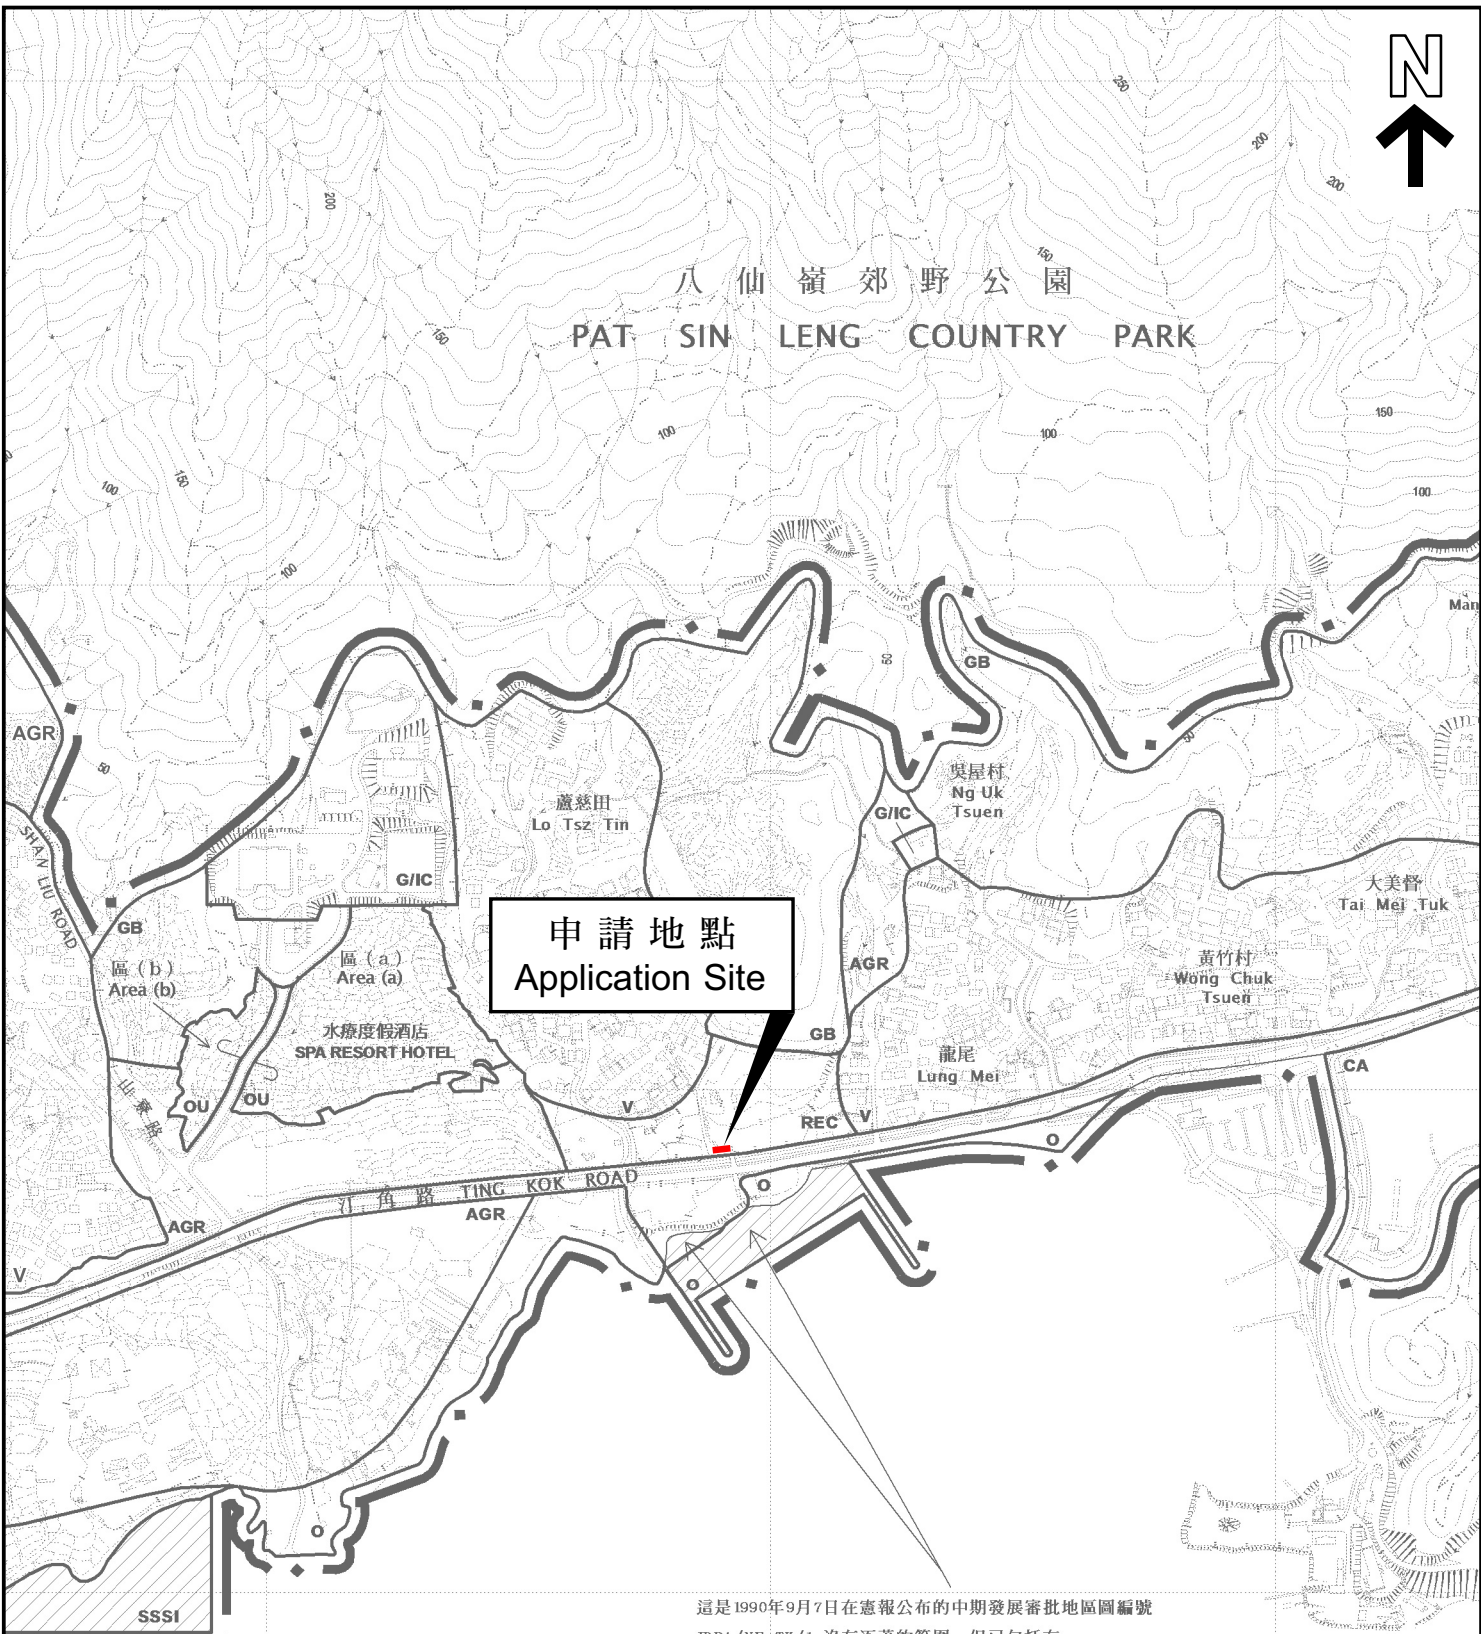 N
250
200
200
200
150
八仙嶺郊野公園
PAT SIN LENG COUNTRY PARK
150
150
100
100
150
100
100
100
Man
GB
AGR
50
50
吳屋村
Ng Uk
Tsuen
蘆慈田
Lo Tsz Tin
G/IC
SHAN LIU ROAD
G/IC
大美督
Tai Mei Tuk
申請地點
Application Site
GB
區(b)
Area (b)
區(a)
Area (a)
AGR
黃竹村
Wong Chuk
Tsuen
水療度假酒店
SPA RESORT HOTEL
GB
龍尾
Lung Mei
CA
山寮路
OU
OU
V
REC
V
O
汀角路 TING KOK ROAD
O
AGR
AGR
V
O
O
SSSI
這是1990年9月7日在憲報公布的中期發展審批地區圖編號